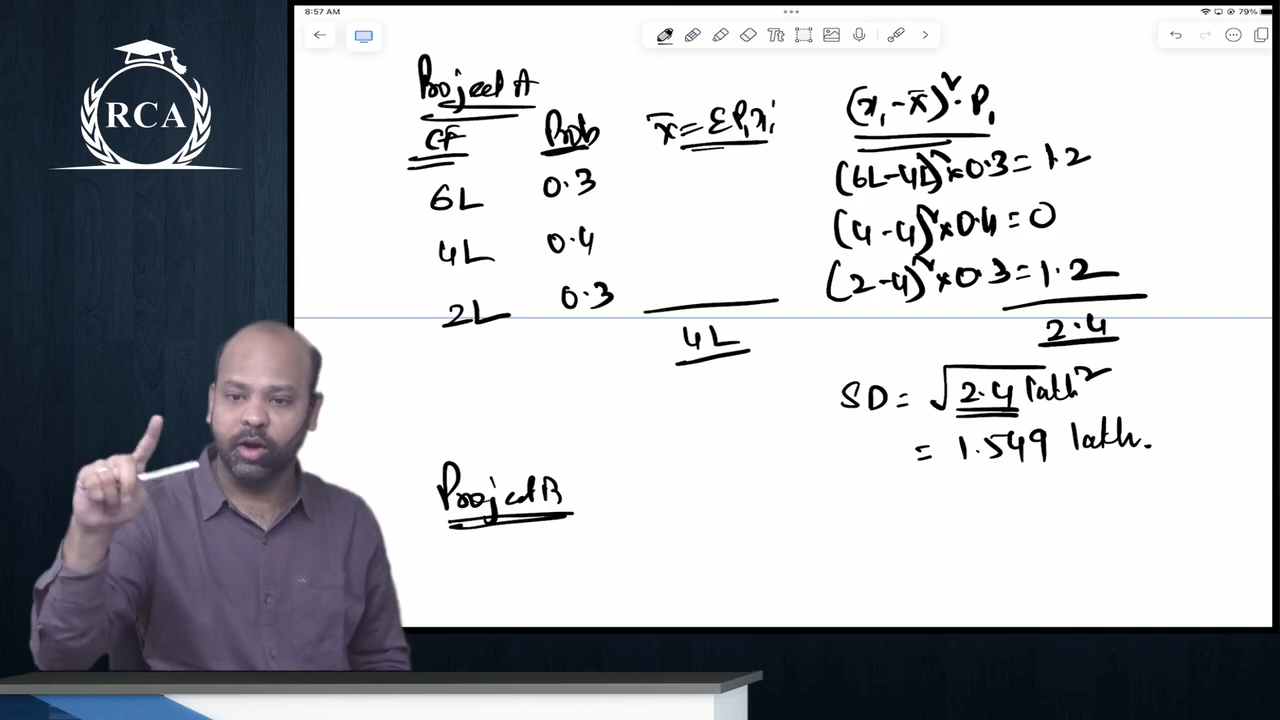 8:57 AM
79%
RCA
Tt
Project A
CF Prob x̄ = ΣPᵢxᵢ (x₁ - x̄)² · P₁
6L 0.3 (6L-4L)² × 0.3 = 1.2
4L 0.4 (4-4)² × 0.4 = 0
2L 0.3 (2-4)² × 0.3 = 1.2
4L 2.4
SD = √2.4 lakh²
= 1.549 lakh.
Project B